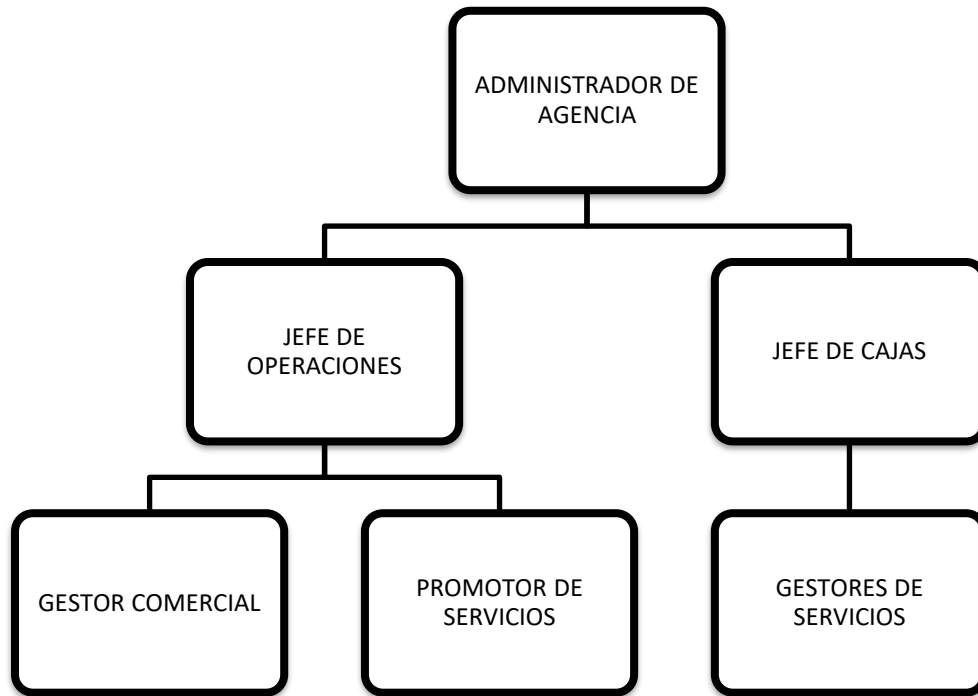 ADMINISTRADOR DE
AGENCIA
JEFE DE
OPERACIONES
JEFE DE CAJAS
GESTOR COMERCIAL
PROMOTOR DE
SERVICIOS
GESTORES DE
SERVICIOS